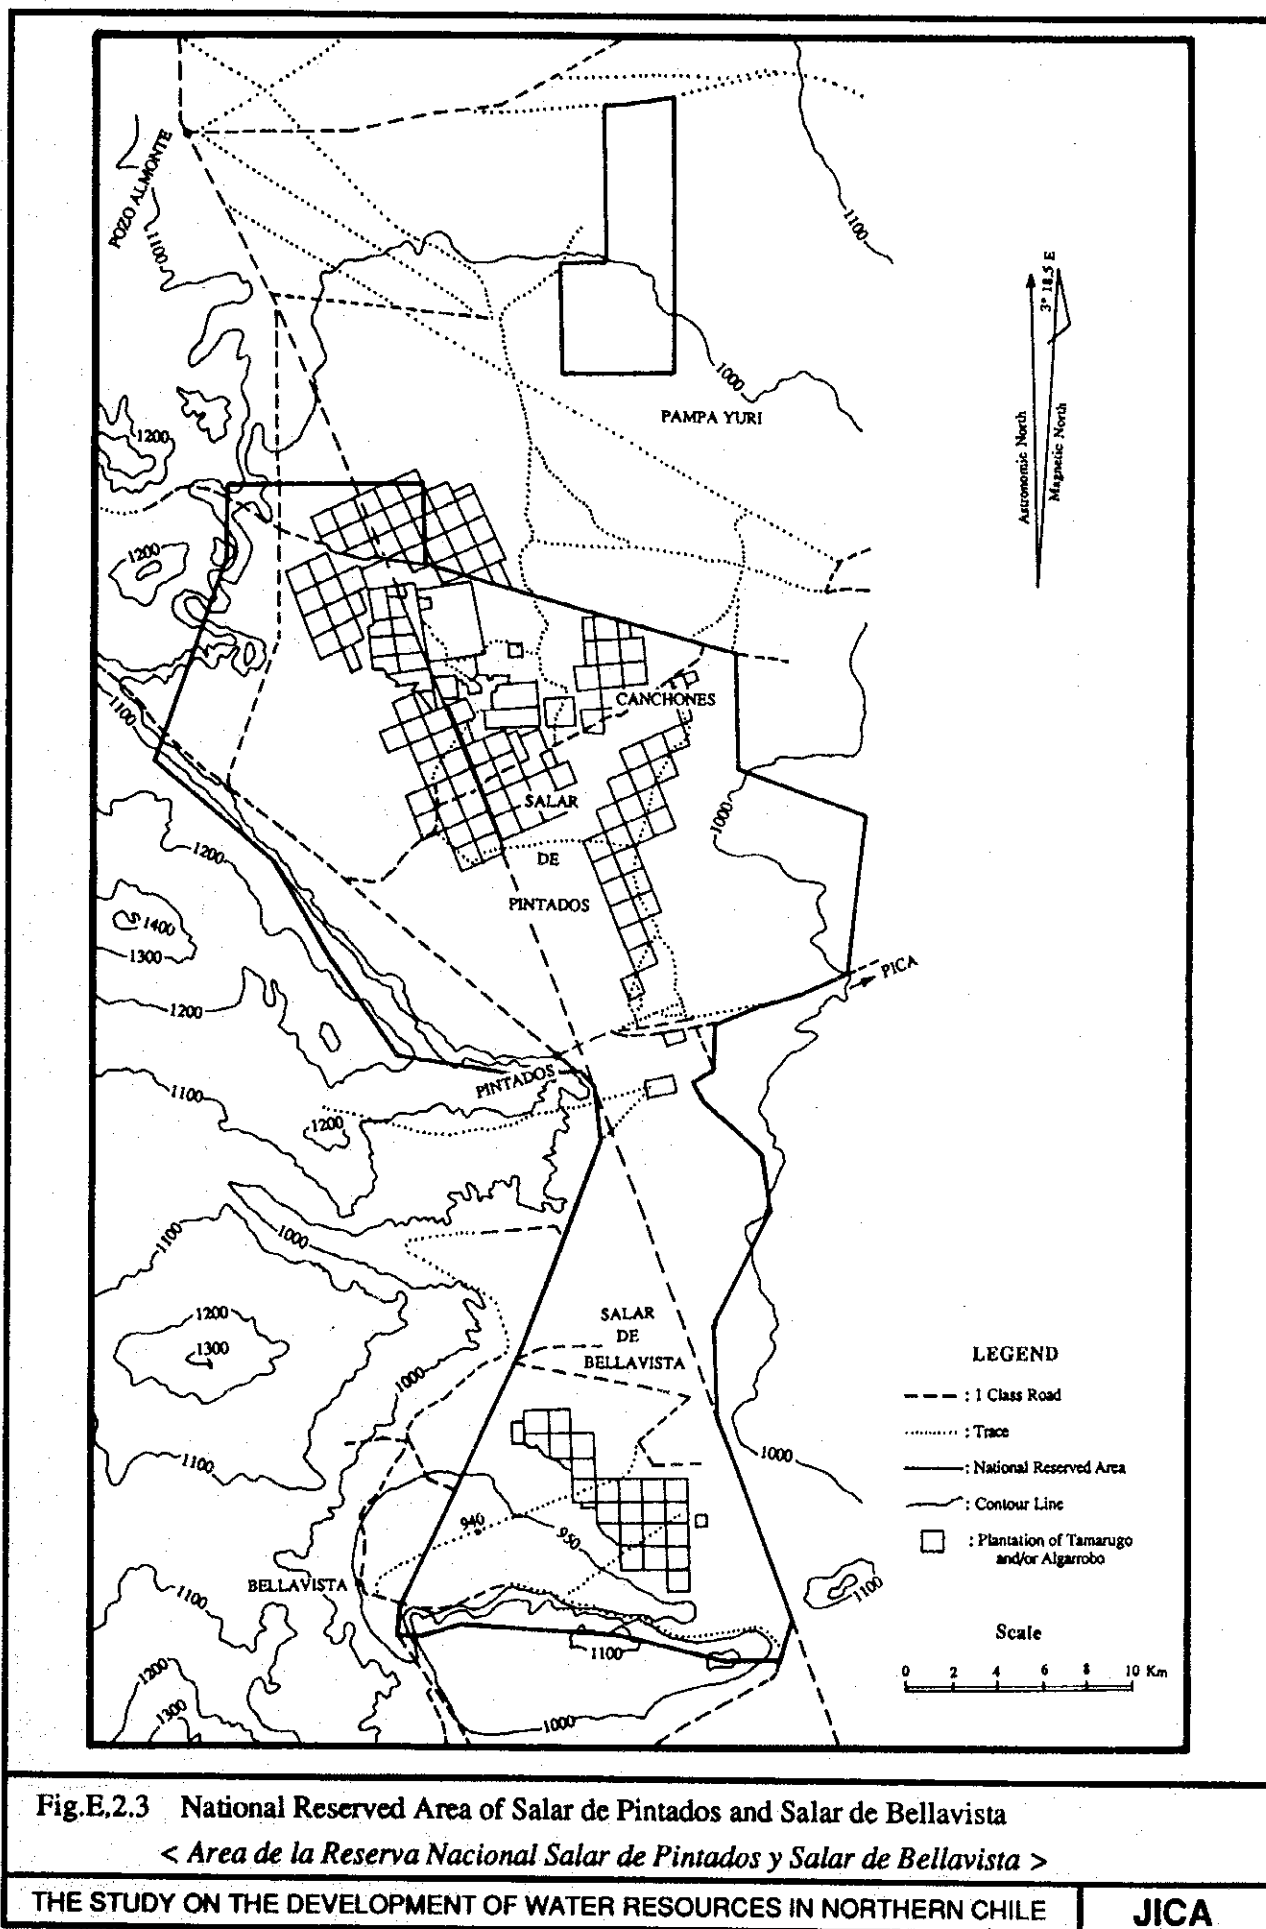 POZO ALMONTE
1100
1100
3° 18.5 E
Astronomic North
Magnetic North
1000
PAMPA YURI
1200
1200
CANCHONES
1100
SALAR
DE
PINTADOS
1000
1200
1400
1300
1200
PICA
PINTADOS
1100
1200
1100
1000
1200
1300
SALAR
DE
BELLAVISTA
1000
1100
1000
940
950
BELLAVISTA
1100
1100
1100
1200
1300
1000
LEGEND
: 1 Class Road
: Trace
: National Reserved Area
: Contour Line
: Plantation of Tamarugo
and/or Algarrobo
Scale
0 2 4 6 8 10 Km
Fig.E,2.3 National Reserved Area of Salar de Pintados and Salar de Bellavista
< Area de la Reserva Nacional Salar de Pintados y Salar de Bellavista >
THE STUDY ON THE DEVELOPMENT OF WATER RESOURCES IN NORTHERN CHILE
JICA